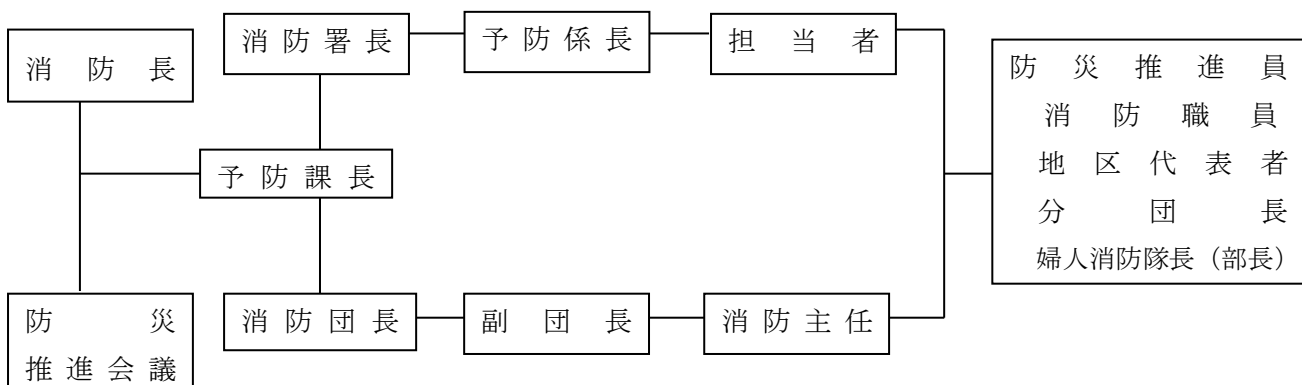 消防長
消防署長
予防係長
担当者
予防課長
防災
推進会議
消防団長
副団長
消防主任
防災推進員
消防職員
地区代表者
分団長
婦人消防隊長（部長）